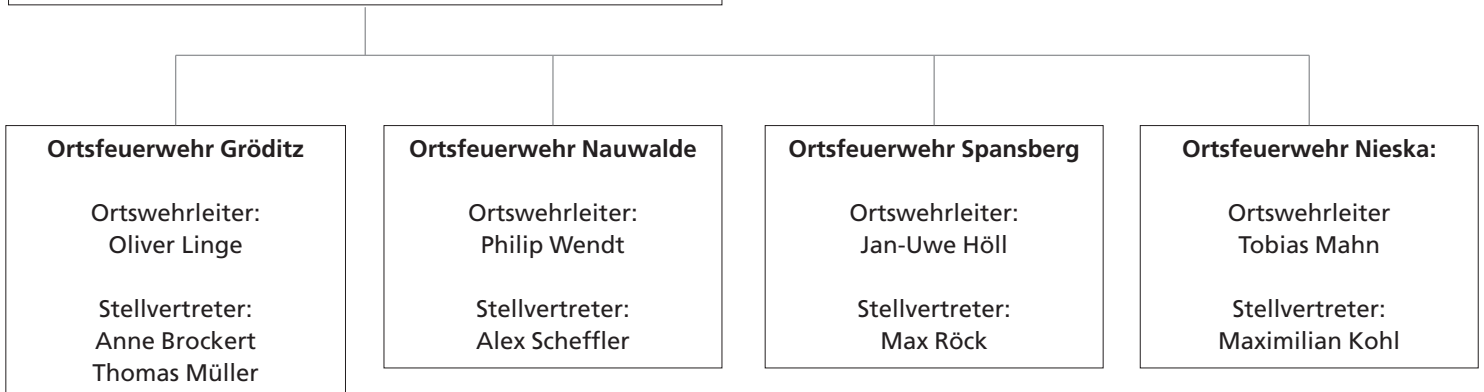 Ortsfeuerwehr Gröditz
Ortswehrleiter:
Oliver Linge
Stellvertreter:
Anne Brockert
Thomas Müller
Ortsfeuerwehr Nauwalde
Ortswehrleiter:
Philip Wendt
Stellvertreter:
Alex Scheffler
Ortsfeuerwehr Spansberg
Ortswehrleiter:
Jan-Uwe Höll
Stellvertreter:
Max Röck
Ortsfeuerwehr Nieska:
Ortswehrleiter
Tobias Mahn
Stellvertreter:
Maximilian Kohl